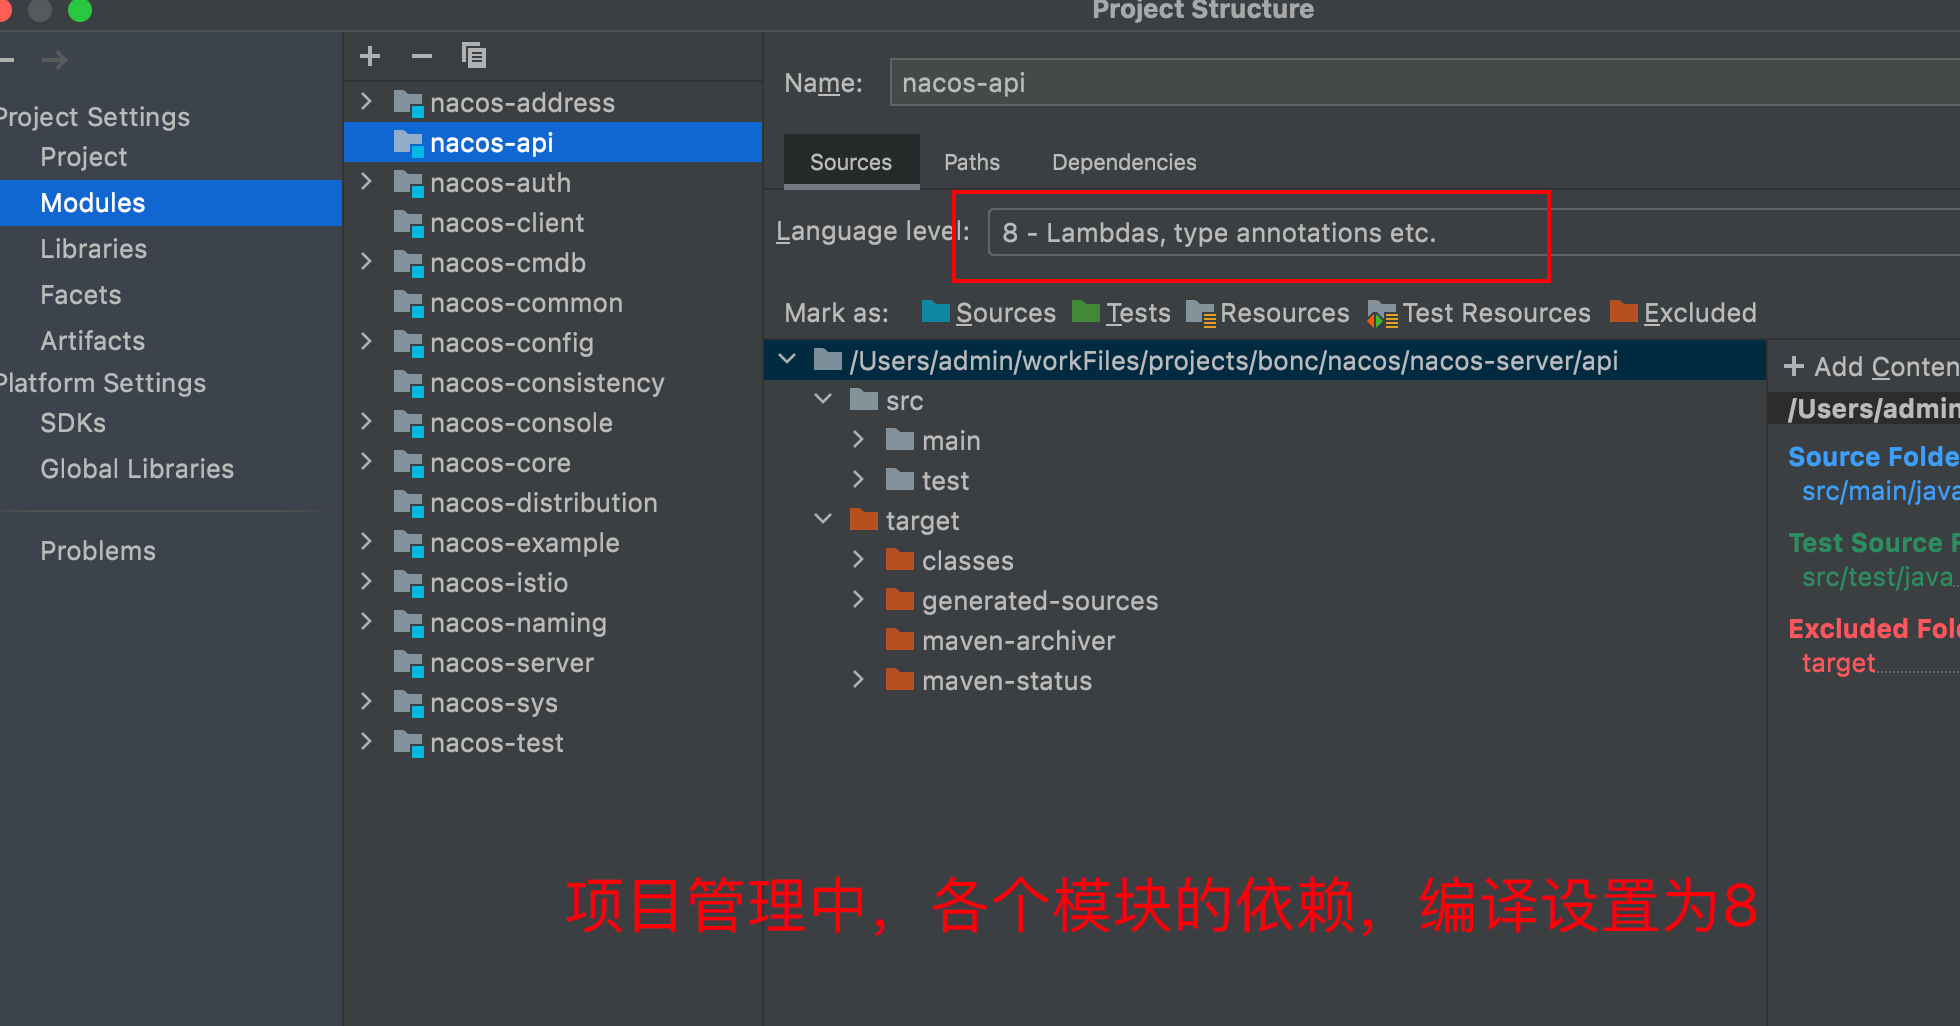 Project Structure
Project Settings
Project
Modules
Libraries
Facets
Artifacts
Platform Settings
SDKs
Global Libraries
Problems
nacos-address
nacos-api
nacos-auth
nacos-client
nacos-cmdb
nacos-common
nacos-config
nacos-consistency
nacos-console
nacos-core
nacos-distribution
nacos-example
nacos-istio
nacos-naming
nacos-server
nacos-sys
nacos-test
Name: nacos-api
Sources Paths Dependencies
Language level: 8 - Lambdas, type annotations etc.
Mark as: Sources Tests Resources Test Resources Excluded
/Users/admin/workFiles/projects/bonc/nacos/nacos-server/api
src
main
test
target
classes
generated-sources
maven-archiver
maven-status
+ Add Conten
/Users/admin
Source Folde
src/main/java
Test Source F
src/test/java
Excluded Fol
target
项目管理中，各个模块的依赖，编译设置为8